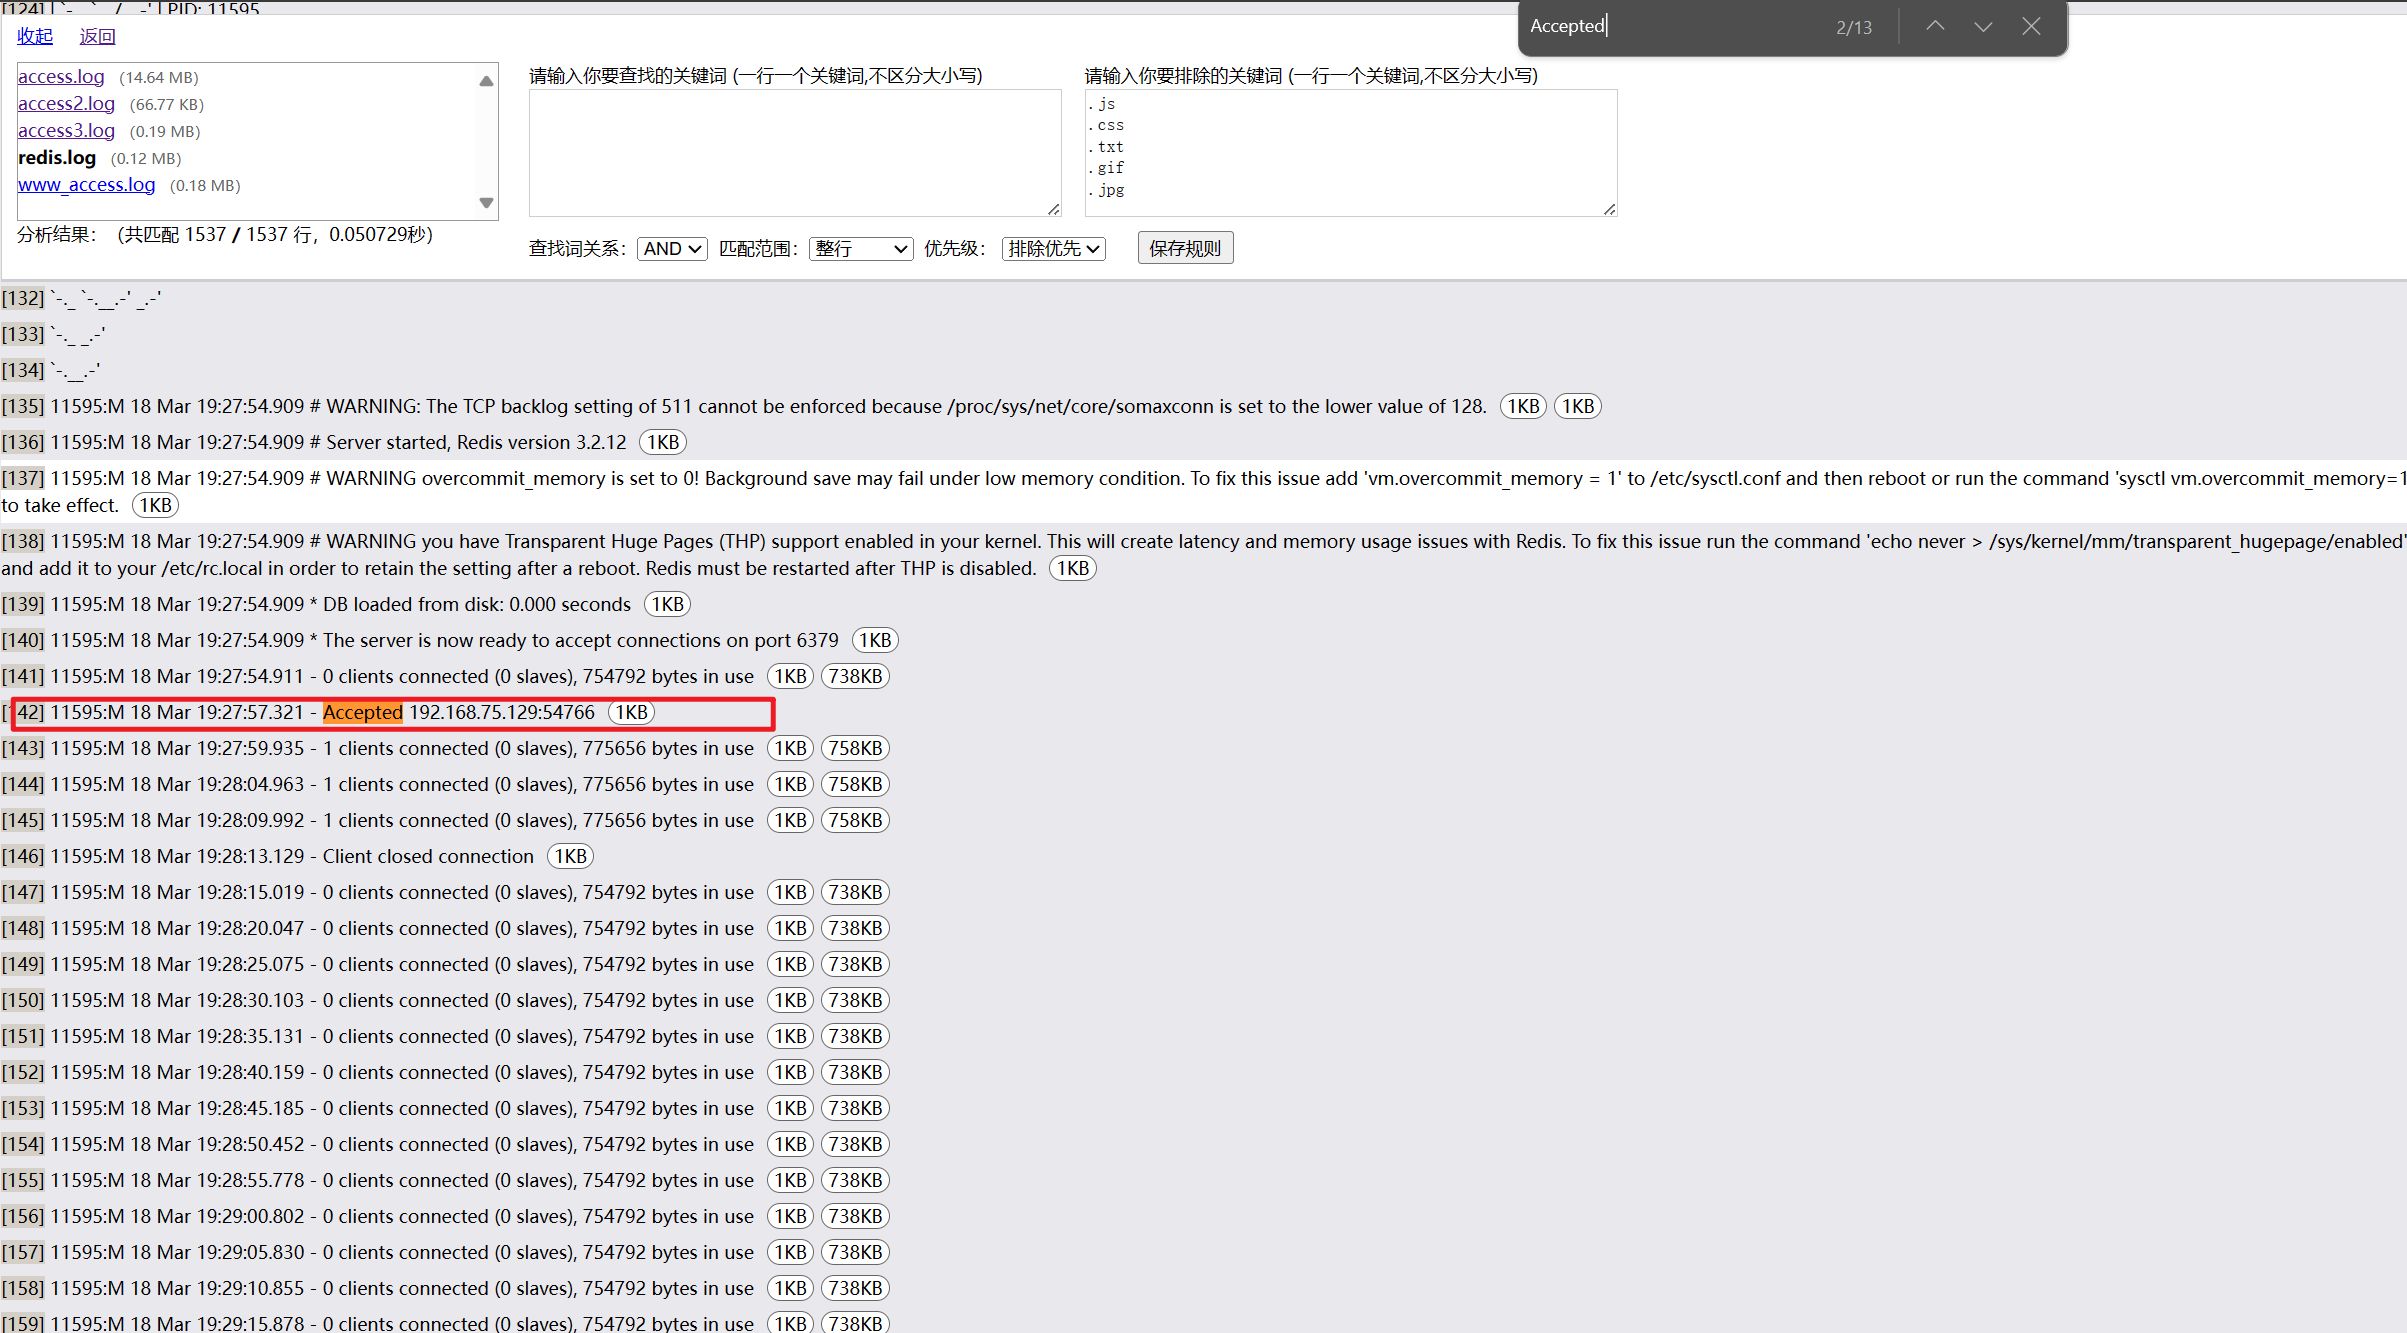 [124] | `-._ `._ / _.-' | PID: 11595
Accepted
2/13
收起 返回
access.log (14.64 MB)
access2.log (66.77 KB)
access3.log (0.19 MB)
redis.log (0.12 MB)
www_access.log (0.18 MB)
分析结果：（共匹配 1537 / 1537 行，0.050729秒）
请输入你要查找的关键词 (一行一个关键词,不区分大小写)
请输入你要排除的关键词 (一行一个关键词,不区分大小写)
.js
.css
.txt
.gif
.jpg
查找词关系： AND 匹配范围： 整行 优先级： 排除优先 保存规则
[132] `-._ `-.__.-' _.-'
[133] `-._ _.-'
[134] `-.__.-'
[135] 11595:M 18 Mar 19:27:54.909 # WARNING: The TCP backlog setting of 511 cannot be enforced because /proc/sys/net/core/somaxconn is set to the lower value of 128. 1KB 1KB
[136] 11595:M 18 Mar 19:27:54.909 # Server started, Redis version 3.2.12 1KB
[137] 11595:M 18 Mar 19:27:54.909 # WARNING overcommit_memory is set to 0! Background save may fail under low memory condition. To fix this issue add 'vm.overcommit_memory = 1' to /etc/sysctl.conf and then reboot or run the command 'sysctl vm.overcommit_memory=1
to take effect. 1KB
[138] 11595:M 18 Mar 19:27:54.909 # WARNING you have Transparent Huge Pages (THP) support enabled in your kernel. This will create latency and memory usage issues with Redis. To fix this issue run the command 'echo never > /sys/kernel/mm/transparent_hugepage/enabled'
and add it to your /etc/rc.local in order to retain the setting after a reboot. Redis must be restarted after THP is disabled. 1KB
[139] 11595:M 18 Mar 19:27:54.909 * DB loaded from disk: 0.000 seconds 1KB
[140] 11595:M 18 Mar 19:27:54.909 * The server is now ready to accept connections on port 6379 1KB
[141] 11595:M 18 Mar 19:27:54.911 - 0 clients connected (0 slaves), 754792 bytes in use 1KB 738KB
[142] 11595:M 18 Mar 19:27:57.321 - Accepted 192.168.75.129:54766 1KB
[143] 11595:M 18 Mar 19:27:59.935 - 1 clients connected (0 slaves), 775656 bytes in use 1KB 758KB
[144] 11595:M 18 Mar 19:28:04.963 - 1 clients connected (0 slaves), 775656 bytes in use 1KB 758KB
[145] 11595:M 18 Mar 19:28:09.992 - 1 clients connected (0 slaves), 775656 bytes in use 1KB 758KB
[146] 11595:M 18 Mar 19:28:13.129 - Client closed connection 1KB
[147] 11595:M 18 Mar 19:28:15.019 - 0 clients connected (0 slaves), 754792 bytes in use 1KB 738KB
[148] 11595:M 18 Mar 19:28:20.047 - 0 clients connected (0 slaves), 754792 bytes in use 1KB 738KB
[149] 11595:M 18 Mar 19:28:25.075 - 0 clients connected (0 slaves), 754792 bytes in use 1KB 738KB
[150] 11595:M 18 Mar 19:28:30.103 - 0 clients connected (0 slaves), 754792 bytes in use 1KB 738KB
[151] 11595:M 18 Mar 19:28:35.131 - 0 clients connected (0 slaves), 754792 bytes in use 1KB 738KB
[152] 11595:M 18 Mar 19:28:40.159 - 0 clients connected (0 slaves), 754792 bytes in use 1KB 738KB
[153] 11595:M 18 Mar 19:28:45.185 - 0 clients connected (0 slaves), 754792 bytes in use 1KB 738KB
[154] 11595:M 18 Mar 19:28:50.452 - 0 clients connected (0 slaves), 754792 bytes in use 1KB 738KB
[155] 11595:M 18 Mar 19:28:55.778 - 0 clients connected (0 slaves), 754792 bytes in use 1KB 738KB
[156] 11595:M 18 Mar 19:29:00.802 - 0 clients connected (0 slaves), 754792 bytes in use 1KB 738KB
[157] 11595:M 18 Mar 19:29:05.830 - 0 clients connected (0 slaves), 754792 bytes in use 1KB 738KB
[158] 11595:M 18 Mar 19:29:10.855 - 0 clients connected (0 slaves), 754792 bytes in use 1KB 738KB
[159] 11595:M 18 Mar 19:29:15.878 - 0 clients connected (0 slaves), 754792 bytes in use 1KB 738KB